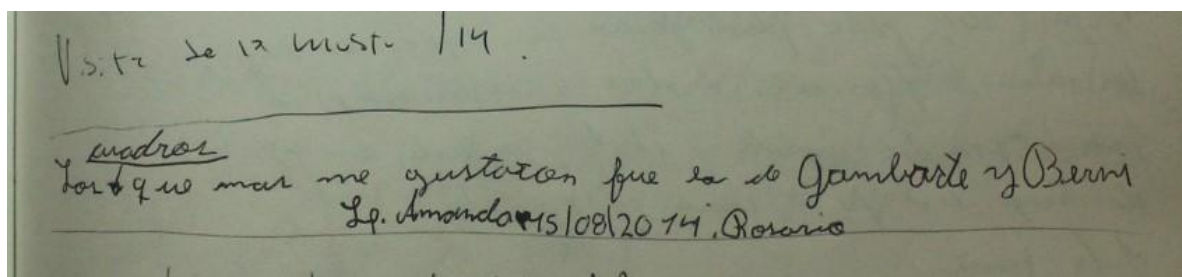 Visita de la muestra /14.
cuadros
Los que mas me gustaron fue la de Gambarte y Berni
Amanda 15/08/2014. Rosario